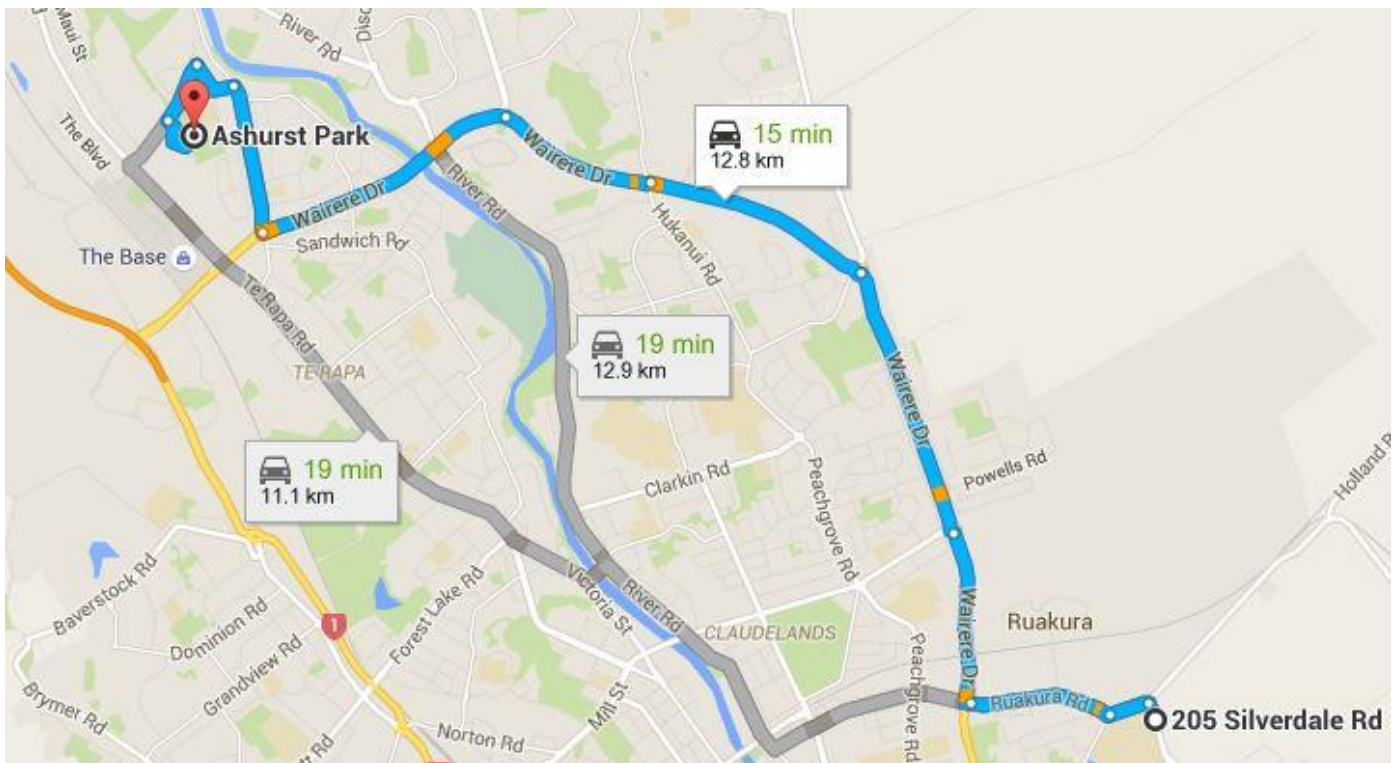 Maui St
River Rd
Disc
The Blvd
Ashurst Park
15 min
12.8 km
Wairere Dr
Wairere Dr
River Rd
Hukanui Rd
Sandwich Rd
The Base
Te Rapa Rd
TE RAPA
19 min
12.9 km
Wairere Dr
19 min
11.1 km
Clarkin Rd
Peachgrove Rd
Powells Rd
Holland R
Baverstock Rd
Forest Lake Rd
Victoria St
River Rd
Dominion Rd
1
Grandview Rd
CLAUDELANDS
Wairere Dr
Ruakura
Peachgrove Rd
Brymer Rd
Mill St
Norton Rd
tt Rd
Ruakura Rd
205 Silverdale Rd